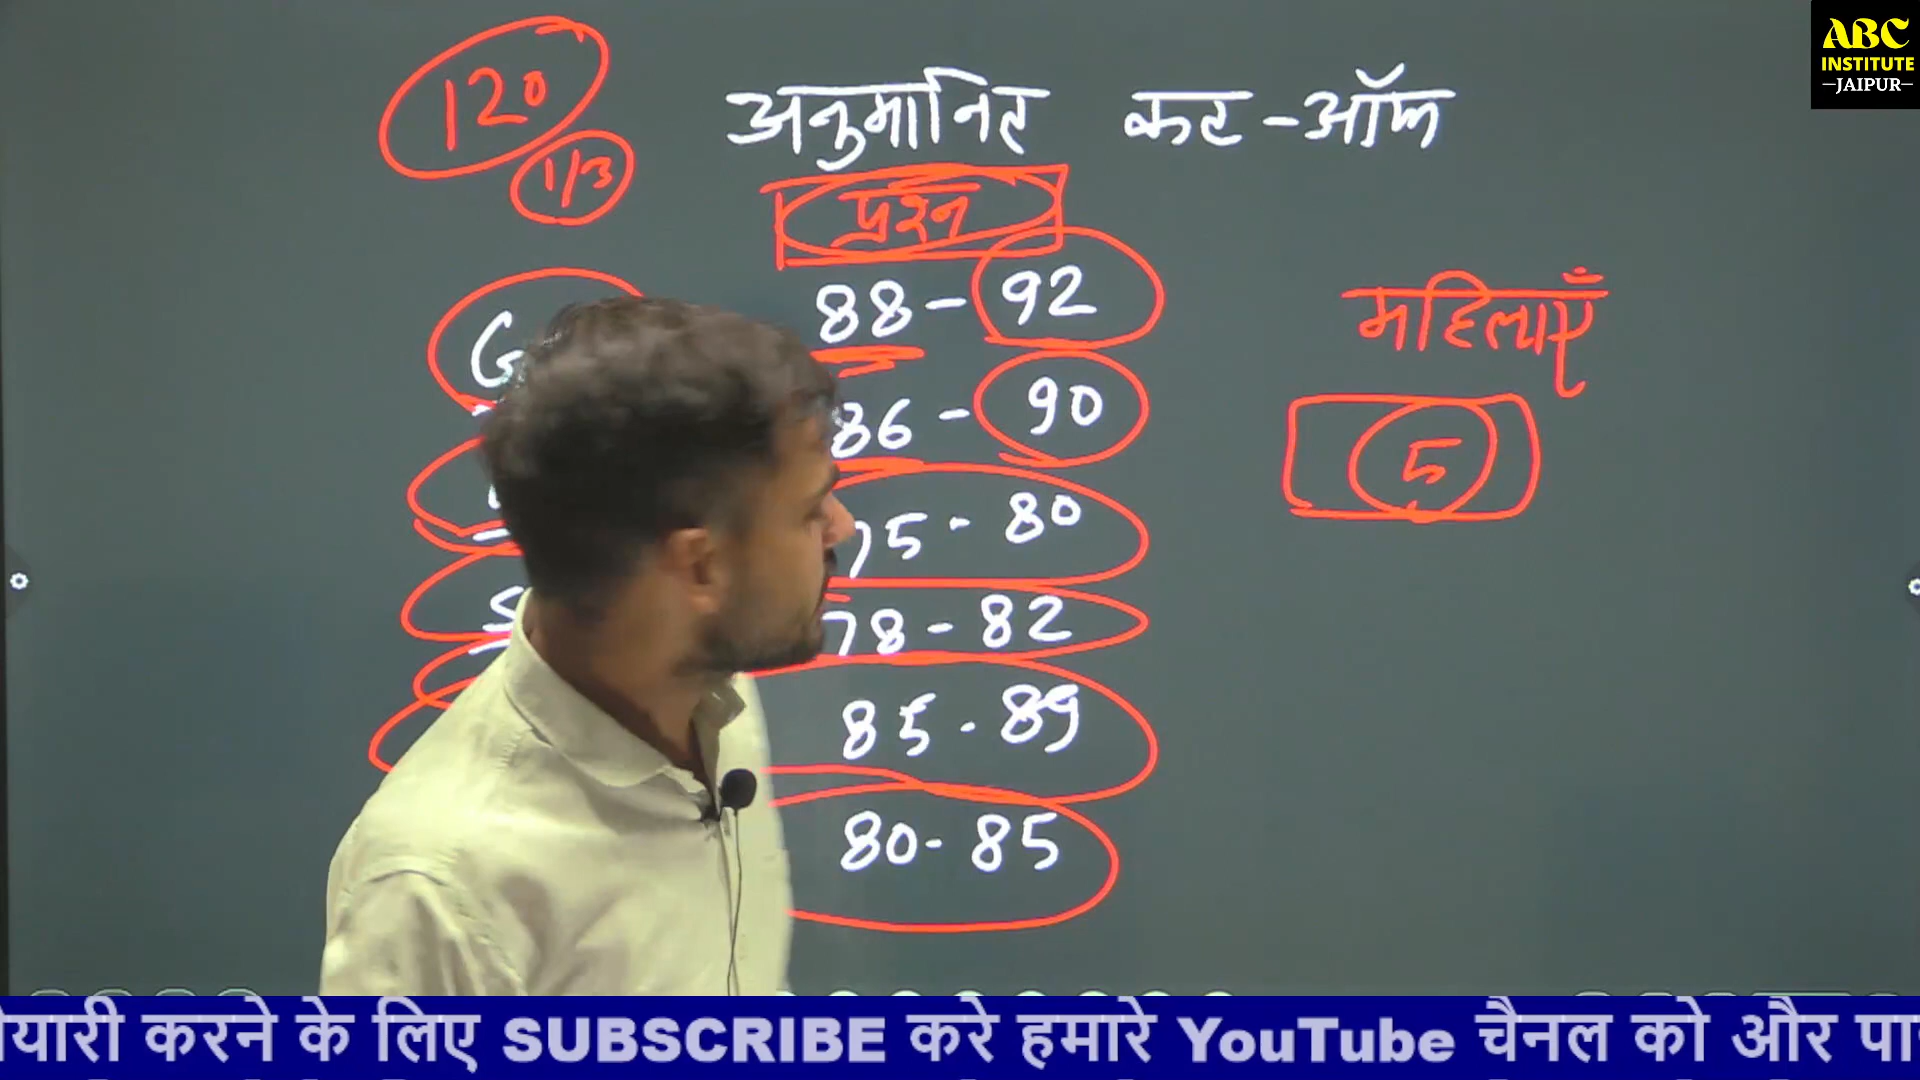 ABC
INSTITUTE
–JAIPUR–
120
1/3
अनुमानित कट-ऑफ
प्रश्न
G 88-92
86-90
75-80
S 78-82
85-89
80-85
महिलाएँ
5
तैयारी करने के लिए SUBSCRIBE करे हमारे YouTube चैनल को और